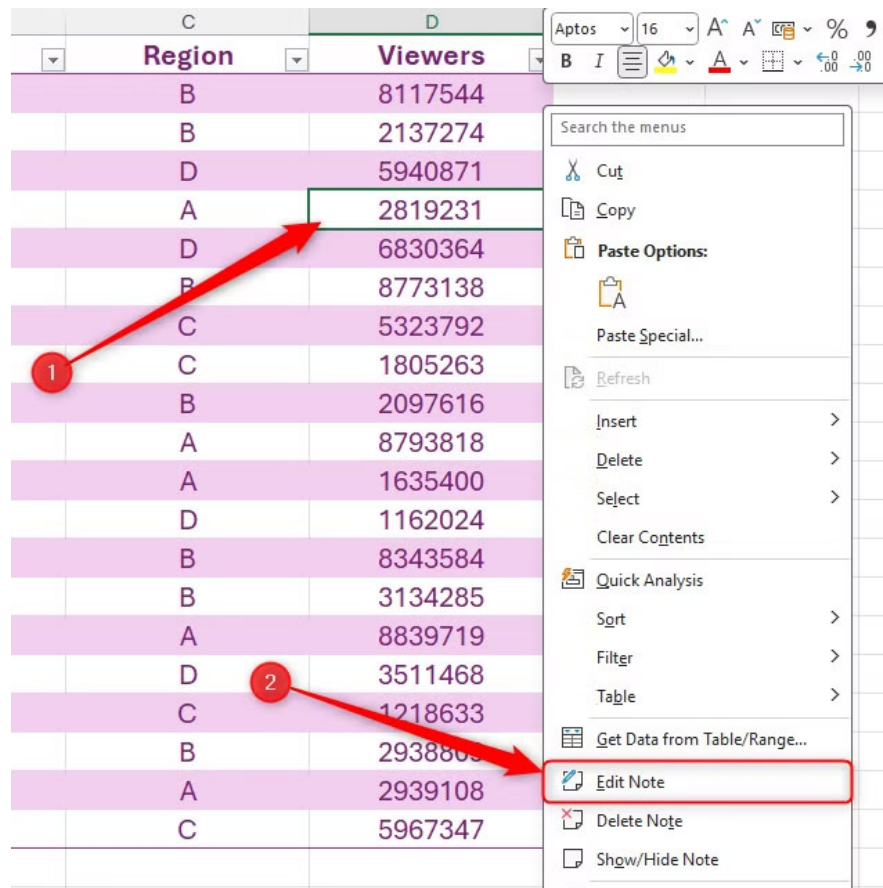 C D
Region Viewers
B 8117544
B 2137274
D 5940871
A 2819231
D 6830364
B 8773138
C 5323792
1
C 1805263
B 2097616
A 8793818
A 1635400
D 1162024
B 8343584
B 3134285
A 8839719
D 3511468
2
C 1218633
B
A 2939108
C 5967347
Aptos 16 A A % 9
B I A .00 .00
Search the menus
Cut
Copy
Paste Options:
A
Paste Special...
Refresh
Insert
Delete
Select
Clear Contents
Quick Analysis
Sort
Filter
Table
Get Data from Table/Range...
Edit Note
Delete Note
Show/Hide Note